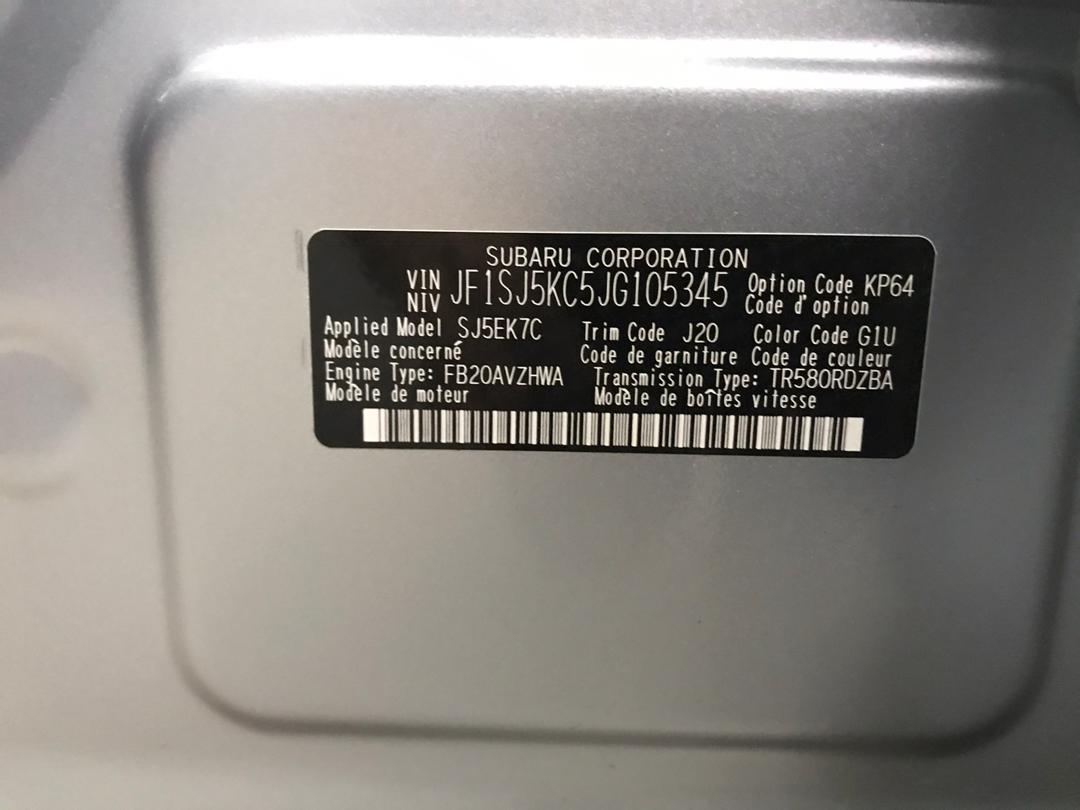 SUBARU CORPORATION
VIN JF1SJ5KC5JG105345 Option Code KP64
NIV Code d'option
Applied Model SJ5EK7C Trim Code J20 Color Code G1U
Modèle concerné Code de garniture Code de couleur
Engine Type: FB20AVZHWA Transmission Type: TR580RDZBA
Modèle de moteur Modèle de boîtes vitesse